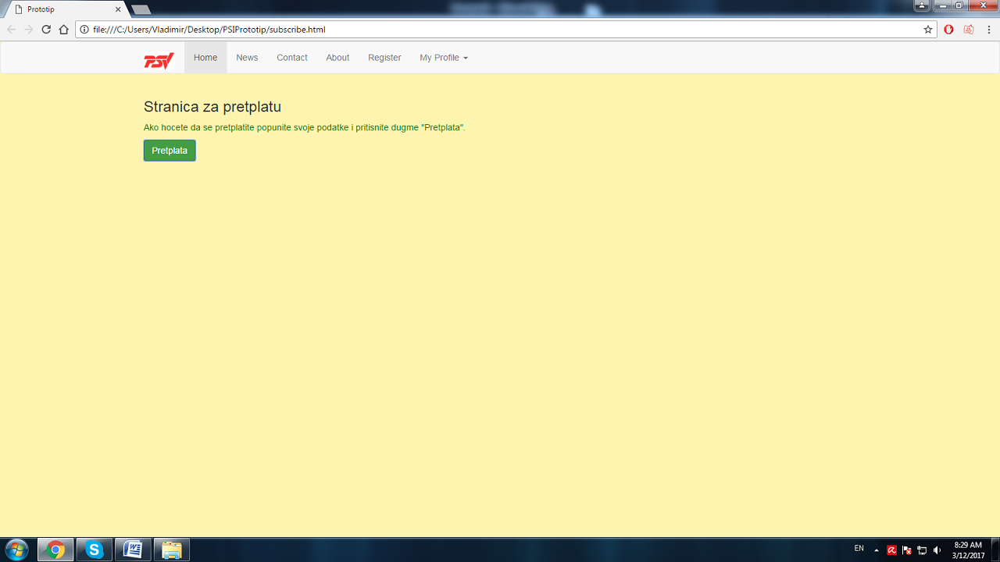 Prototip
file:///C:/Users/Vladimir/Desktop/PSIPrototip/subscribe.html
PSV Home News Contact About Register My Profile
Stranica za pretplatu
Ako hocete da se pretplatite popunite svoje podatke i pritisnite dugme "Pretplata".
Pretplata
EN
8:29 AM
3/12/2017